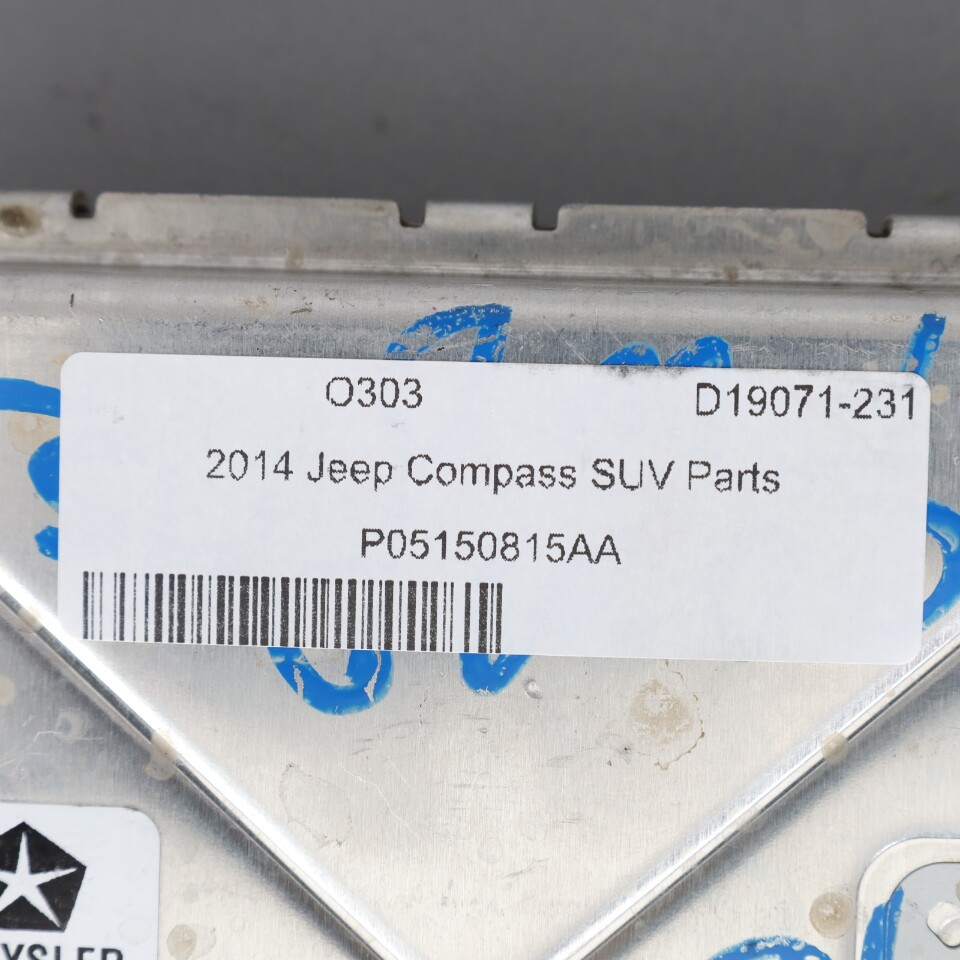 O303 D19071-231
2014 Jeep Compass SUV Parts
P05150815AA